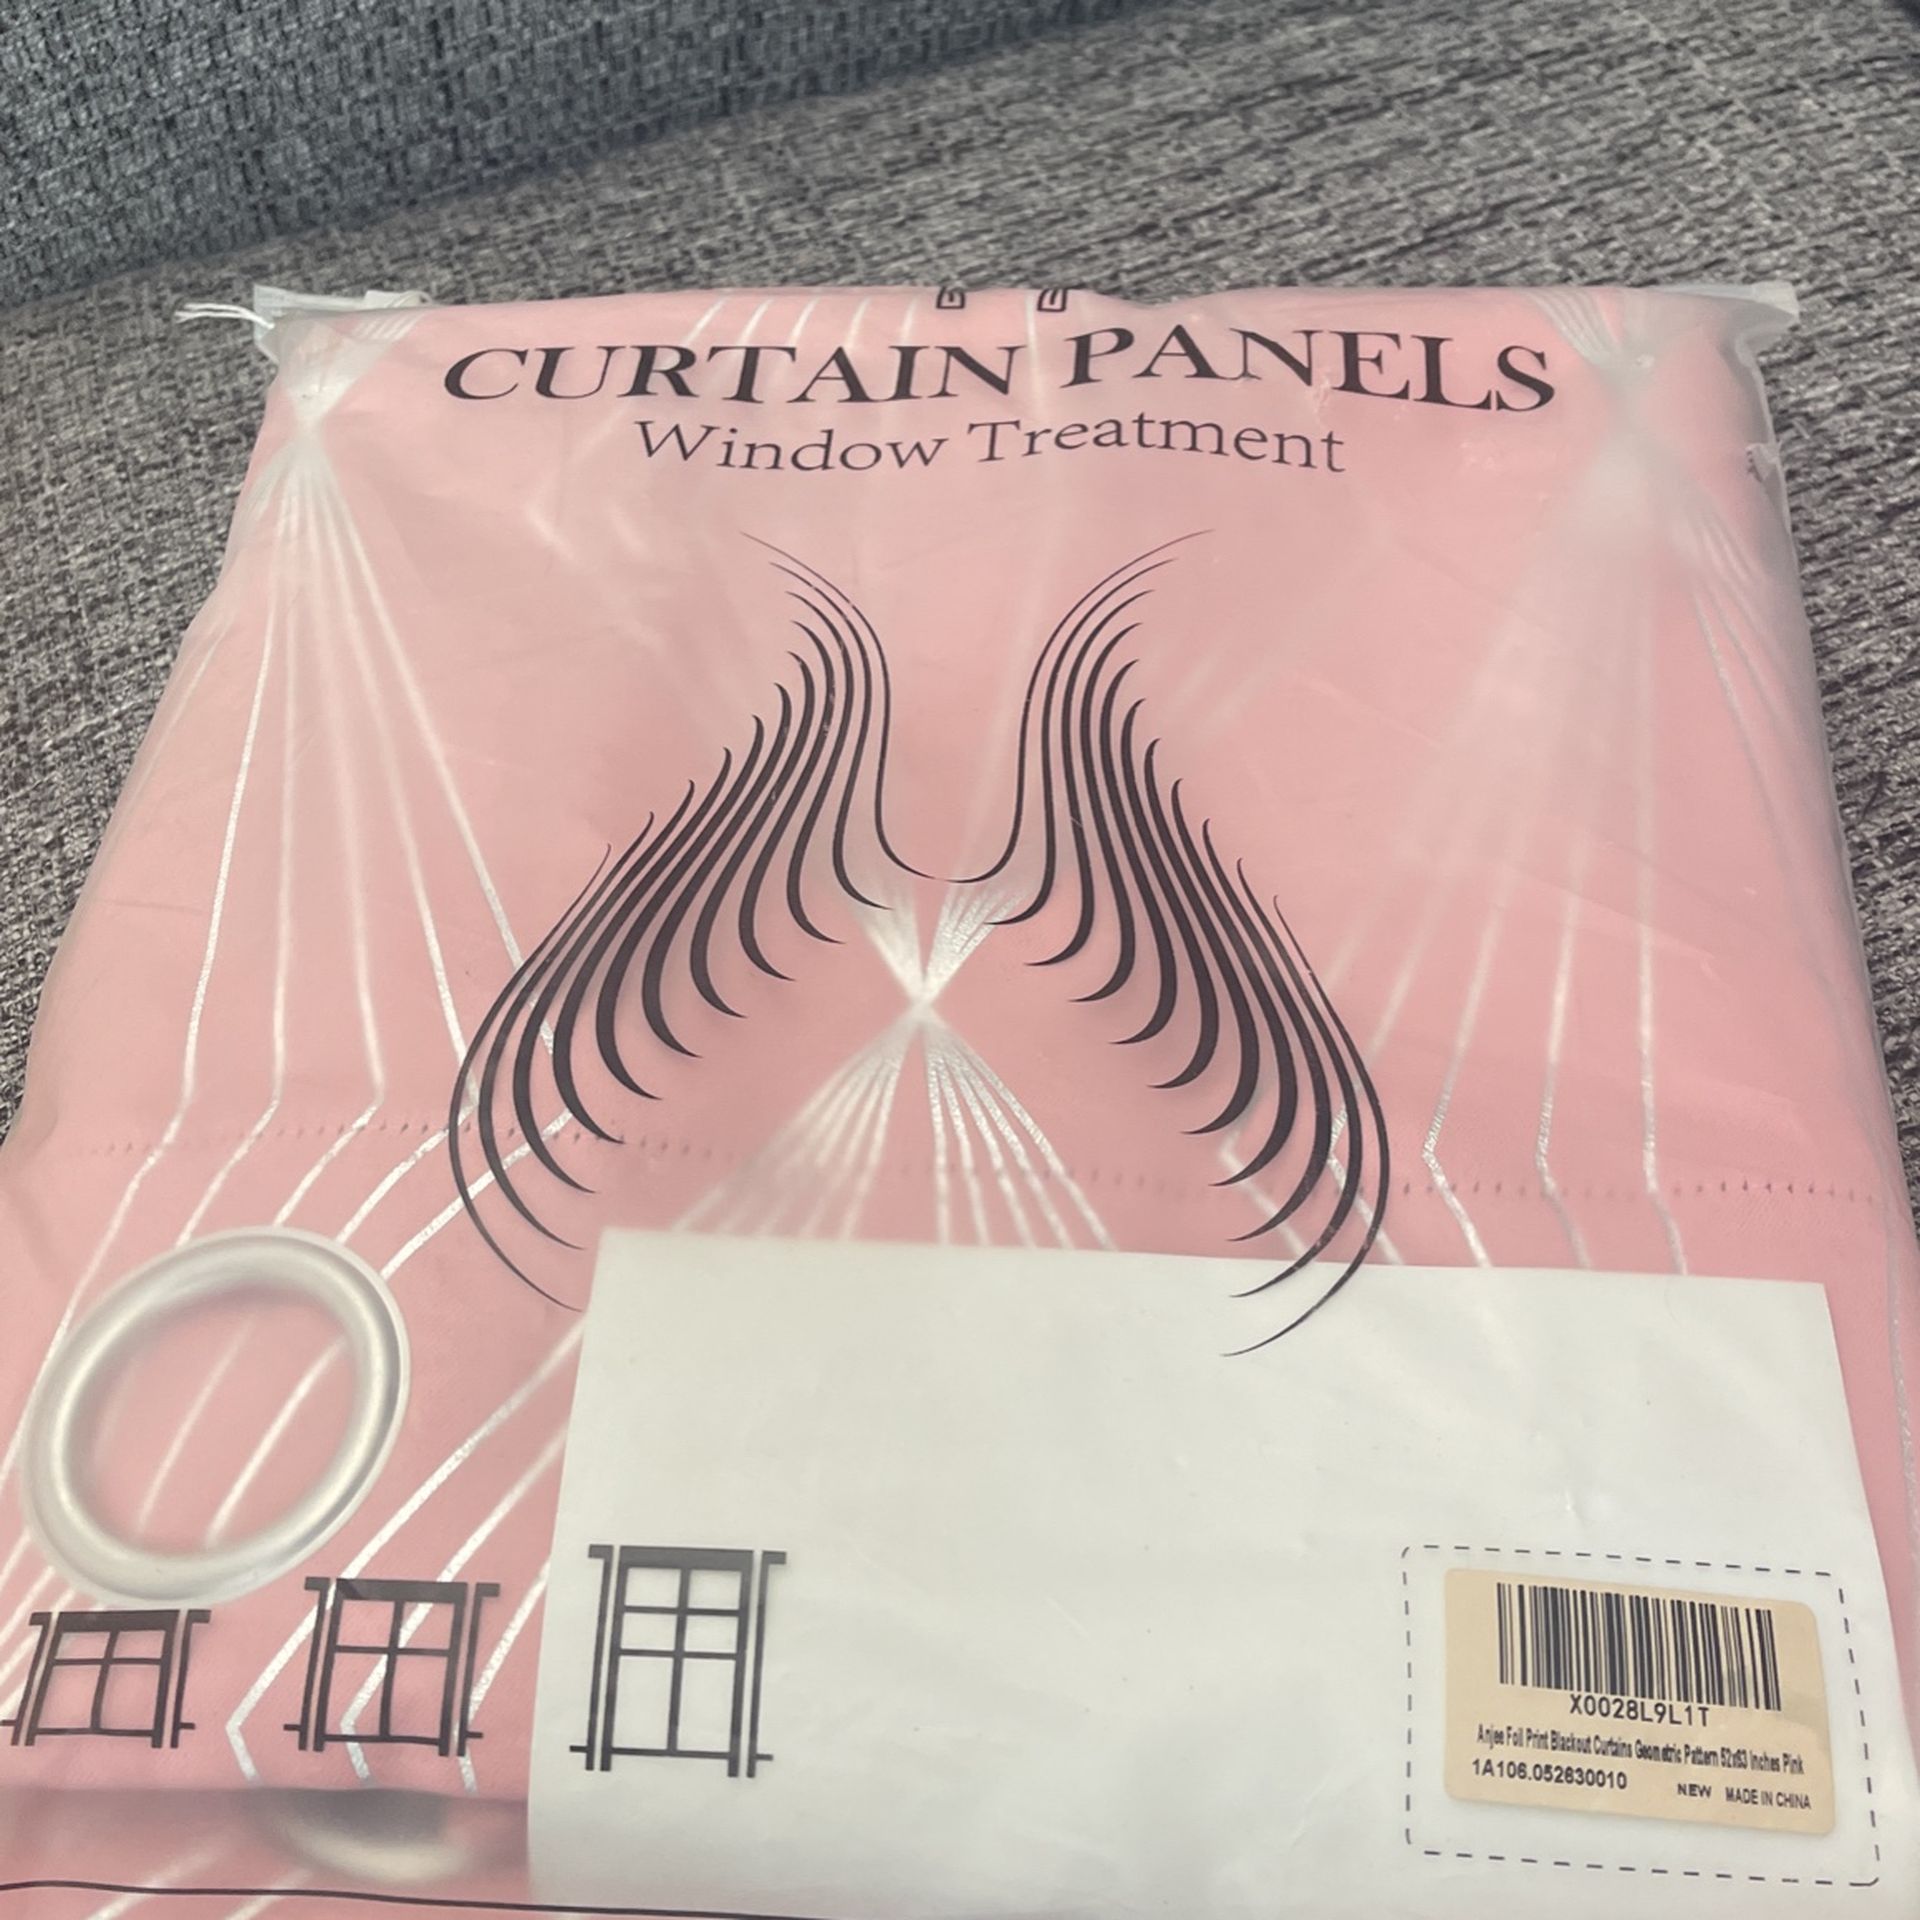 CURTAIN PANELS
Window Treatment
X0028L9L1T
Anjee Foil Print Blackout Curtains Geometric Pattern 52x63 Inches Pink
1A106.052630010
NEW MADE IN CHINA